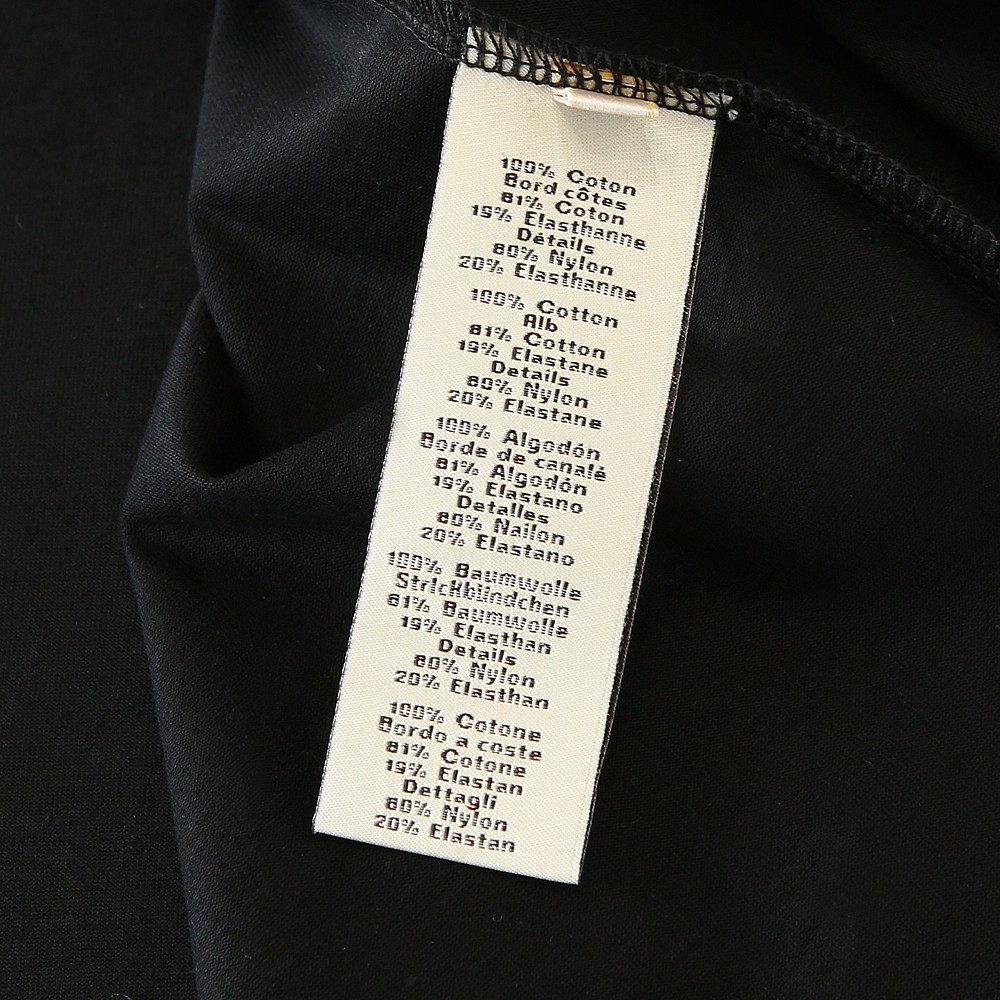 100% Coton
Bord côtes
81% Coton
19% Elasthanne
Détails
80% Nylon
20% Elasthanne
100% Cotton
Alb
81% Cotton
19% Elastane
Details
80% Nylon
20% Elastane
100% Algodón
Borde de canalé
81% Algodón
19% Elastano
Detalles
80% Nailon
20% Elastano
100% Baumwolle
Strickbündchen
81% Baumwolle
19% Elasthan
Details
80% Nylon
20% Elasthan
100% Cotone
Bordo a coste
81% Cotone
19% Elastan
Dettagli
80% Nylon
20% Elastan